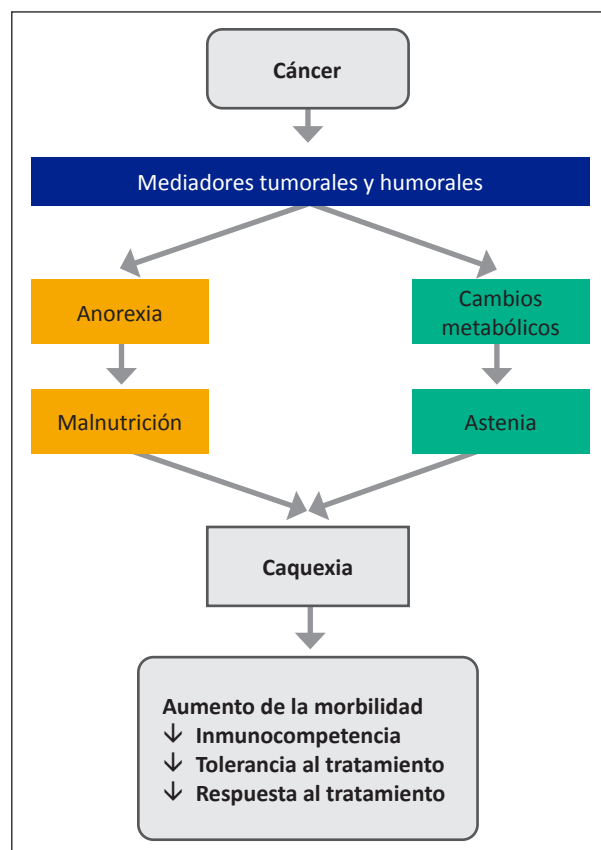 Cáncer
Mediadores tumorales y humorales
Anorexia
Cambios
metabólicos
Malnutrición
Astenia
Caquexia
Aumento de la morbilidad
↓ Inmunocompetencia
↓ Tolerancia al tratamiento
↓ Respuesta al tratamiento